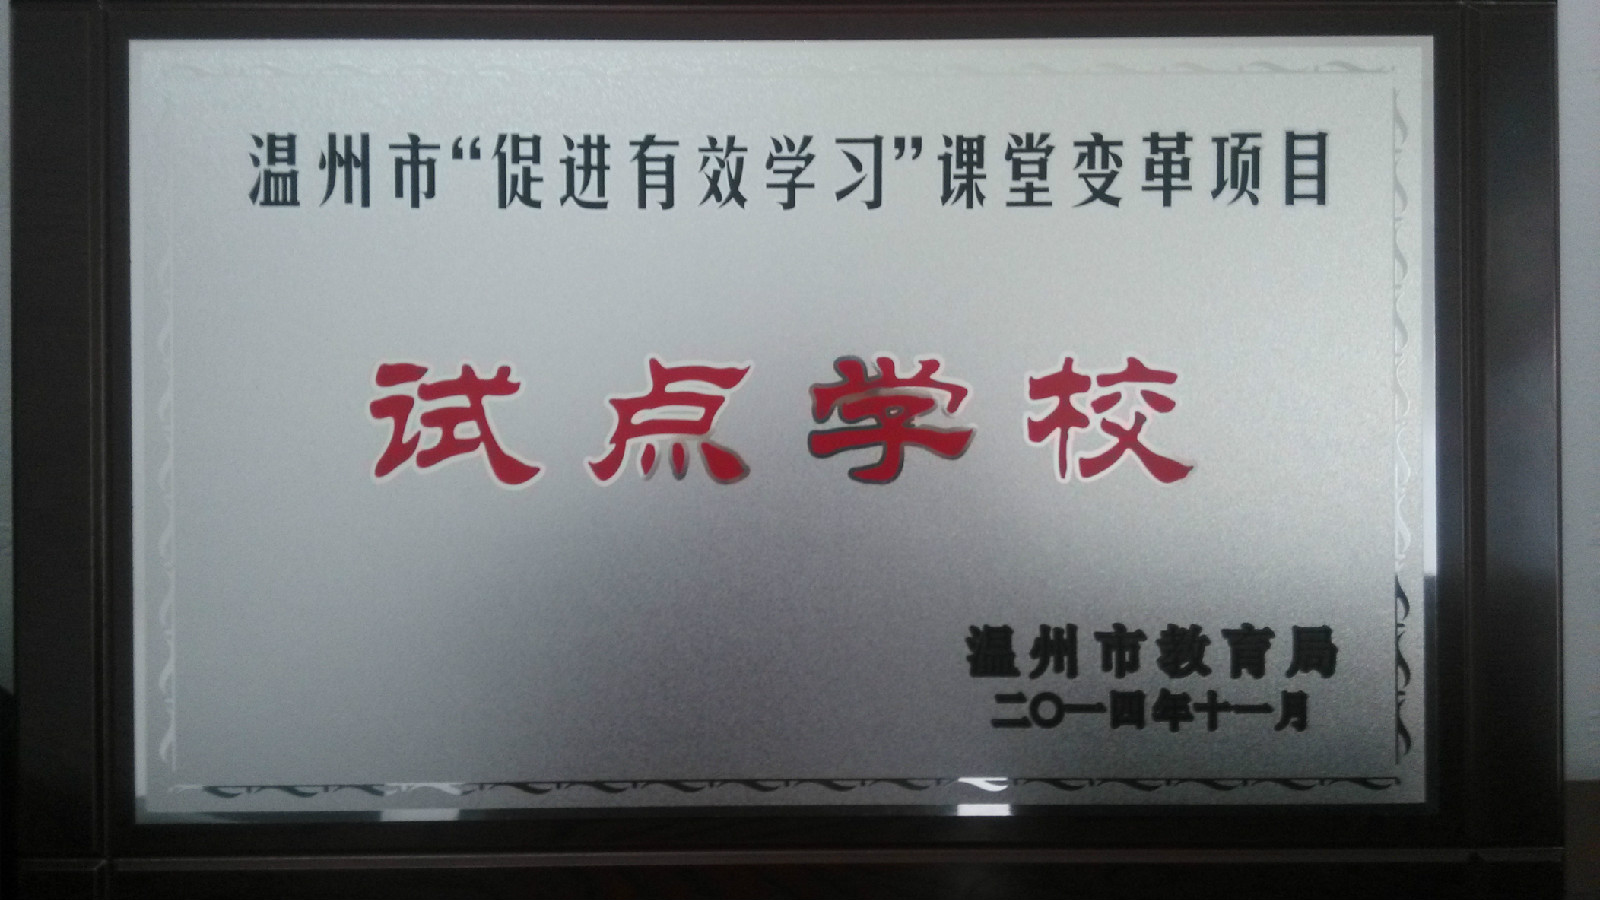 温州市“促进有效学习”课堂变革项目
试点学校
温州市教育局
二〇一四年十一月